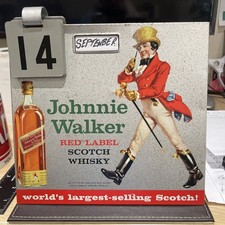 14
SEPTEMBER
Johnnie
Walker
RED LABEL
SCOTCH
WHISKY
world's largest-selling Scotch!